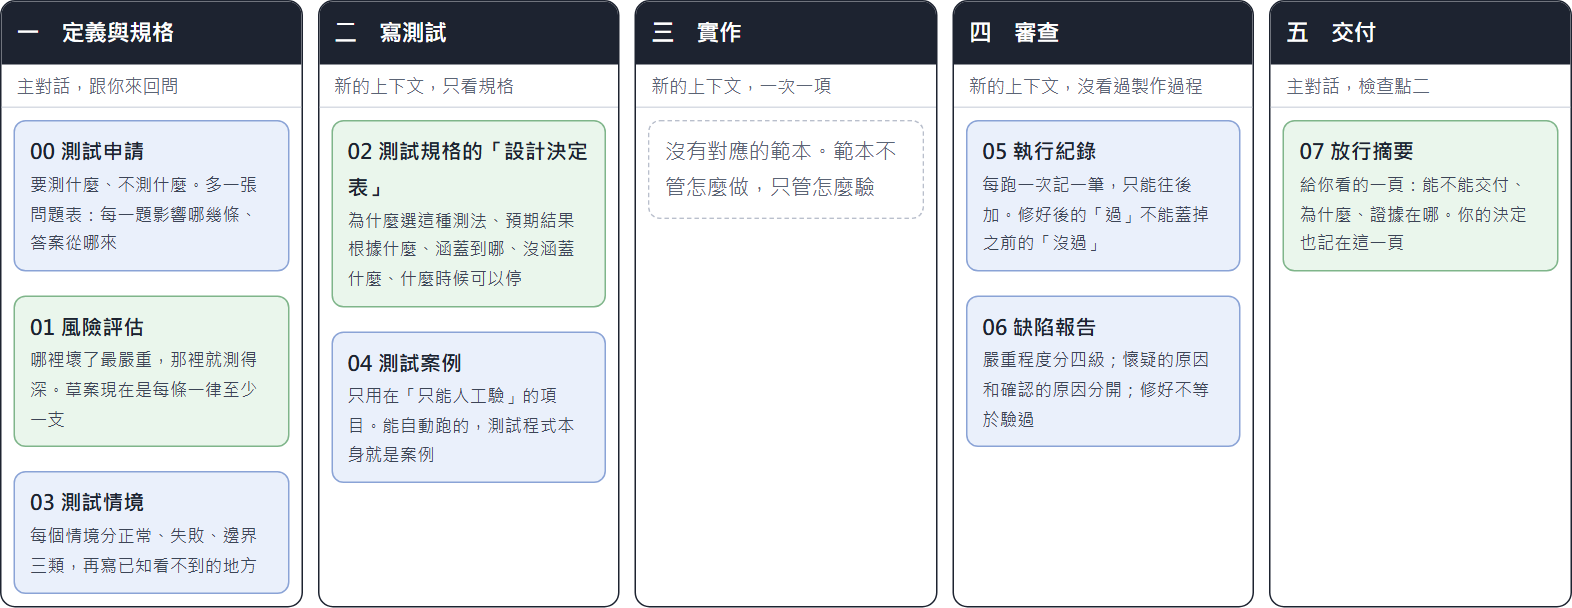 一　定義與規格
主對話，跟你來回問
00 測試申請
要測什麼、不測什麼。多一張
問題表：每一題影響哪幾條、
答案從哪來
01 風險評估
哪裡壞了最嚴重，那裡就測得
深。草案現在是每條一律至少
一支
03 測試情境
每個情境分正常、失敗、邊界
三類，再寫已知看不到的地方
二　寫測試
新的上下文，只看規格
02 測試規格的「設計決定
表」
為什麼選這種測法、預期結果
根據什麼、涵蓋到哪、沒涵蓋
什麼、什麼時候可以停
04 測試案例
只用在「只能人工驗」的項
目。能自動跑的，測試程式本
身就是案例
三　實作
新的上下文，一次一項
沒有對應的範本。範本不
管怎麼做，只管怎麼驗
四　審查
新的上下文，沒看過製作過程
05 執行紀錄
每跑一次記一筆，只能往後
加。修好後的「過」不能蓋掉
之前的「沒過」
06 缺陷報告
嚴重程度分四級；懷疑的原因
和確認的原因分開；修好不等
於驗過
五　交付
主對話，檢查點二
07 放行摘要
給你看的一頁：能不能交付、
為什麼、證據在哪。你的決定
也記在這一頁